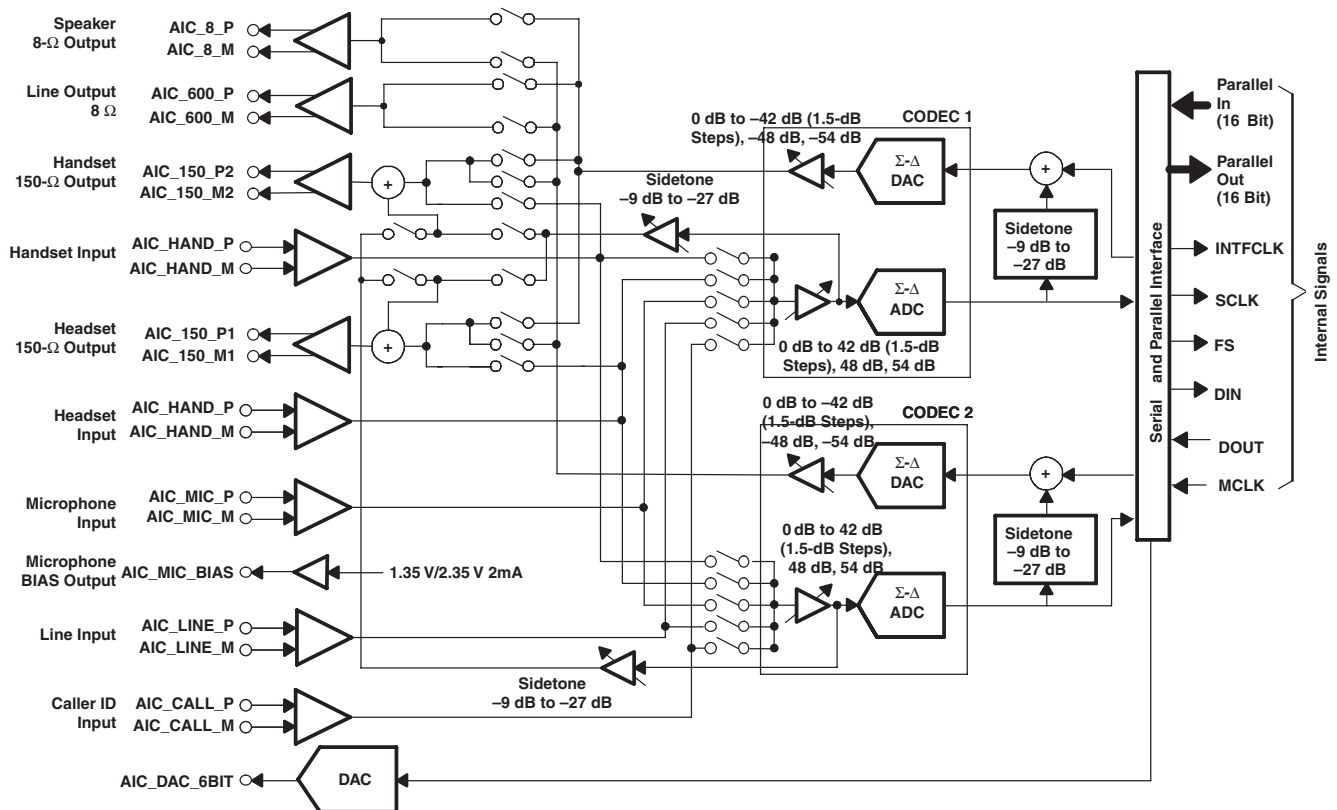 Speaker
8-Ω Output
AIC_8_P
AIC_8_M
Line Output
8 Ω
AIC_600_P
AIC_600_M
Handset
150-Ω Output
AIC_150_P2
AIC_150_M2
+
Handset Input
AIC_HAND_P
AIC_HAND_M
Headset
150-Ω Output
AIC_150_P1
AIC_150_M1
+
Headset
Input
AIC_HAND_P
AIC_HAND_M
Microphone
Input
AIC_MIC_P
AIC_MIC_M
Microphone
BIAS Output
AIC_MIC_BIAS
1.35 V/2.35 V 2mA
Line Input
AIC_LINE_P
AIC_LINE_M
Caller ID
Input
AIC_CALL_P
AIC_CALL_M
AIC_DAC_6BIT
DAC
Sidetone
–9 dB to –27 dB
0 dB to –42 dB (1.5-dB
Steps), –48 dB, –54 dB
CODEC 1
Σ-Δ
DAC
+
Sidetone
–9 dB to
–27 dB
Σ-Δ
ADC
0 dB to 42 dB (1.5-dB
Steps), 48 dB, 54 dB
0 dB to –42 dB
(1.5-dB Steps),
–48 dB, –54 dB
CODEC 2
Σ-Δ
DAC
+
Sidetone
–9 dB to
–27 dB
0 dB to 42 dB
(1.5-dB Steps),
48 dB, 54 dB
Σ-Δ
ADC
Sidetone
–9 dB to –27 dB
Serial and Parallel Interface
Parallel
In
(16 Bit)
Parallel
Out
(16 Bit)
INTFCLK
SCLK
FS
DIN
DOUT
MCLK
Internal Signals